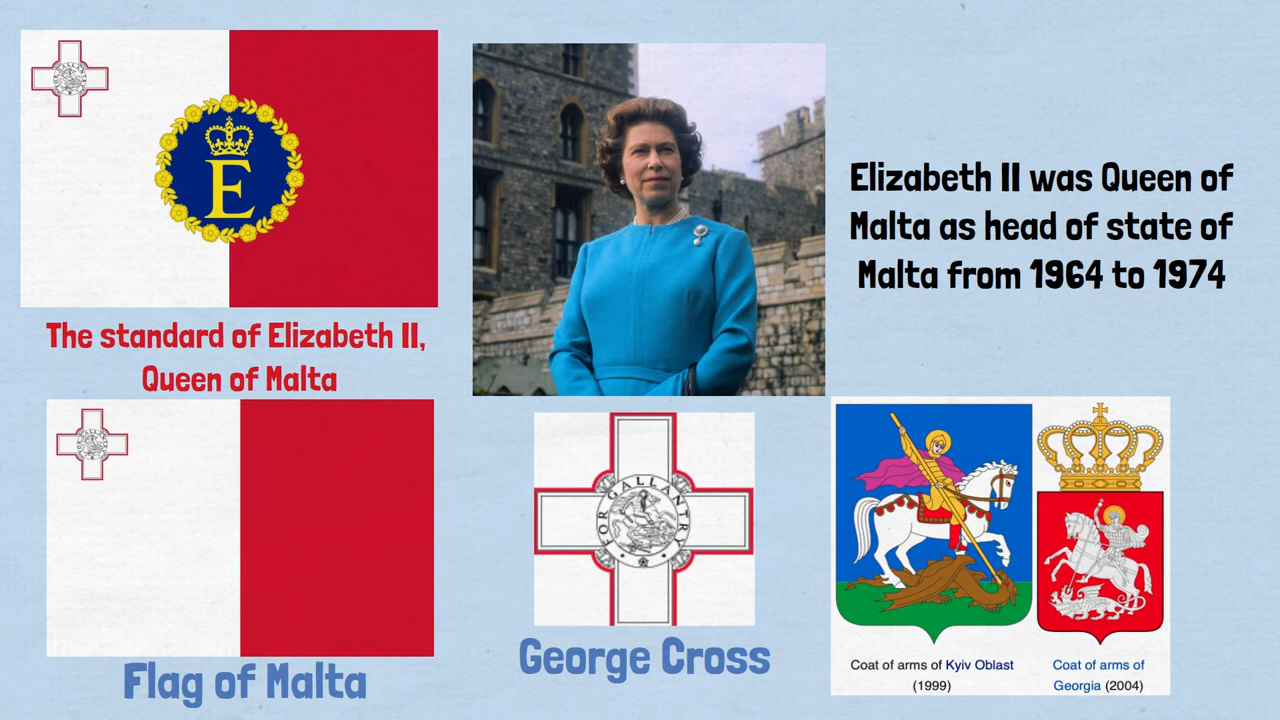 E
The standard of Elizabeth II,
Queen of Malta
Elizabeth II was Queen of
Malta as head of state of
Malta from 1964 to 1974
Flag of Malta
FOR GALLANTRY
George Cross
Coat of arms of Kyiv Oblast
(1999)
Coat of arms of
Georgia (2004)